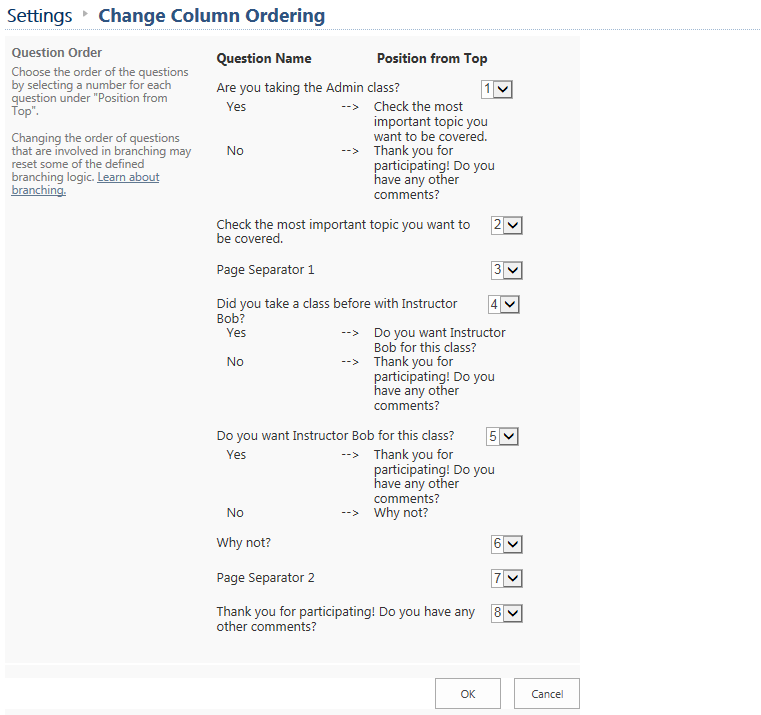 Settings Change Column Ordering
Question Order
Choose the order of the questions
by selecting a number for each
question under "Position from
Top".
Changing the order of questions
that are involved in branching may
reset some of the defined
branching logic. Learn about
branching.
Question Name Position from Top
Are you taking the Admin class? 1
Yes --> Check the most
important topic you
want to be covered.
No --> Thank you for
participating! Do you
have any other
comments?
Check the most important topic you want to 2
be covered.
Page Separator 1 3
Did you take a class before with Instructor 4
Bob?
Yes --> Do you want Instructor
Bob for this class?
No --> Thank you for
participating! Do you
have any other
comments?
Do you want Instructor Bob for this class? 5
Yes --> Thank you for
participating! Do you
have any other
comments?
No --> Why not?
Why not? 6
Page Separator 2 7
Thank you for participating! Do you have any 8
other comments?
OK Cancel